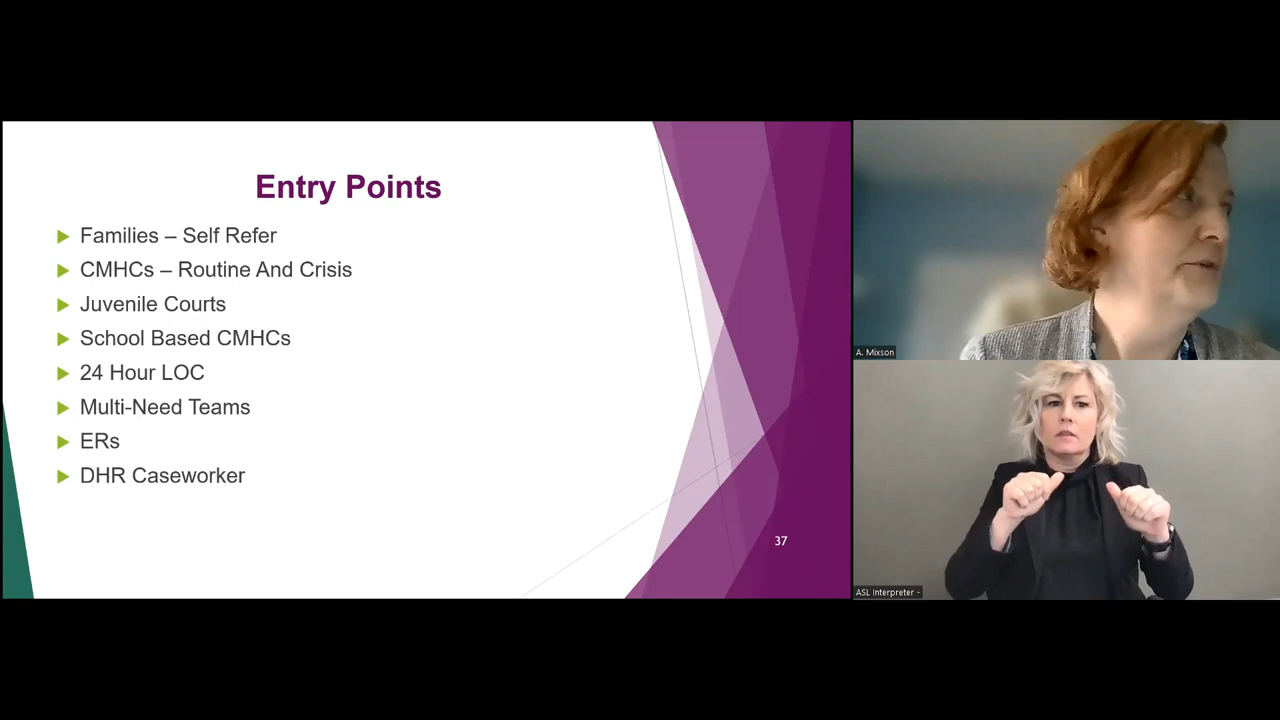 Entry Points
Families – Self Refer
CMHCs – Routine And Crisis
Juvenile Courts
School Based CMHCs
24 Hour LOC
Multi-Need Teams
ERs
DHR Caseworker
37
A. Mixson
ASL Interpreter -